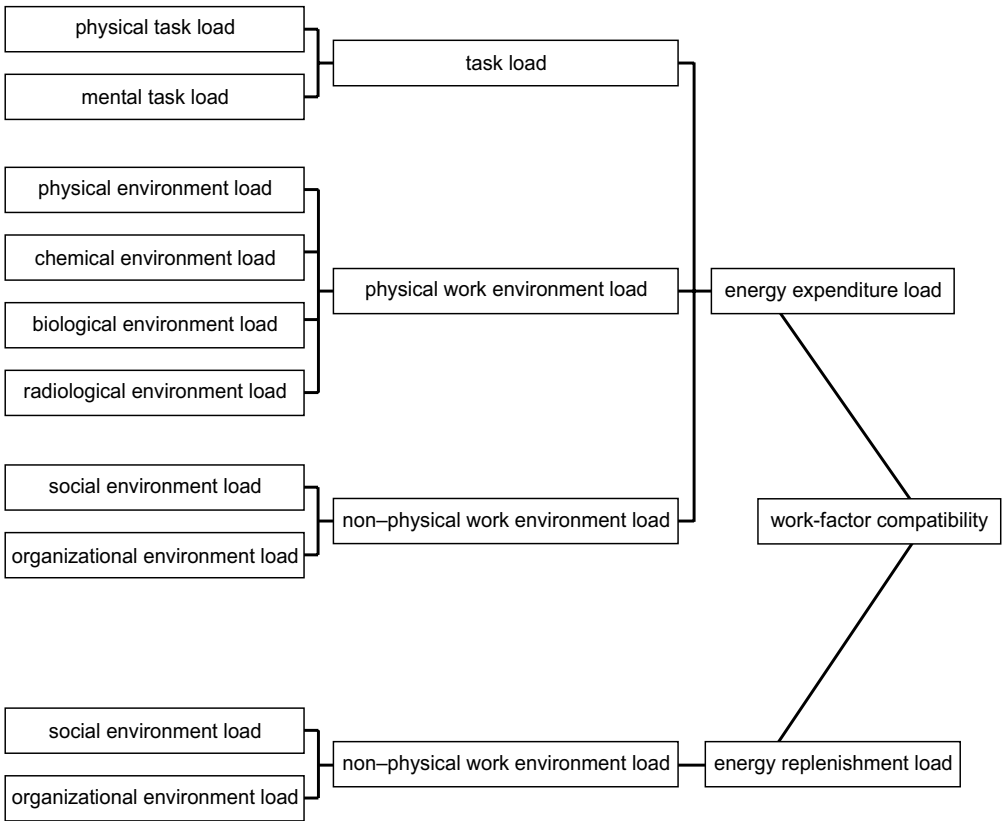 physical task load
mental task load
task load
physical environment load
chemical environment load
biological environment load
radiological environment load
physical work environment load
energy expenditure load
social environment load
organizational environment load
non–physical work environment load
work-factor compatibility
social environment load
organizational environment load
non–physical work environment load
energy replenishment load